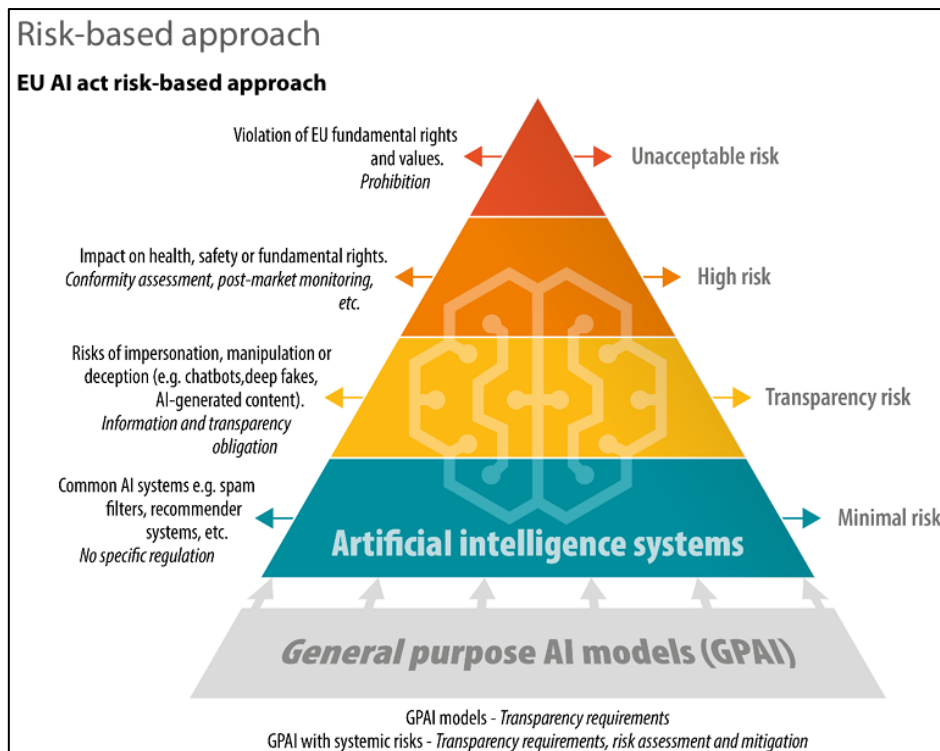 Risk-based approach
EU AI act risk-based approach
Violation of EU fundamental rights
and values.
Prohibition
Unacceptable risk
Impact on health, safety or fundamental rights.
Conformity assessment, post-market monitoring,
etc.
High risk
Risks of impersonation, manipulation or
deception (e.g. chatbots,deep fakes,
AI-generated content).
Information and transparency
obligation
Transparency risk
Common AI systems e.g. spam
filters, recommender
systems, etc.
No specific regulation
Minimal risk
Artificial intelligence systems
General purpose AI models (GPAI)
GPAI models - Transparency requirements
GPAI with systemic risks - Transparency requirements, risk assessment and mitigation